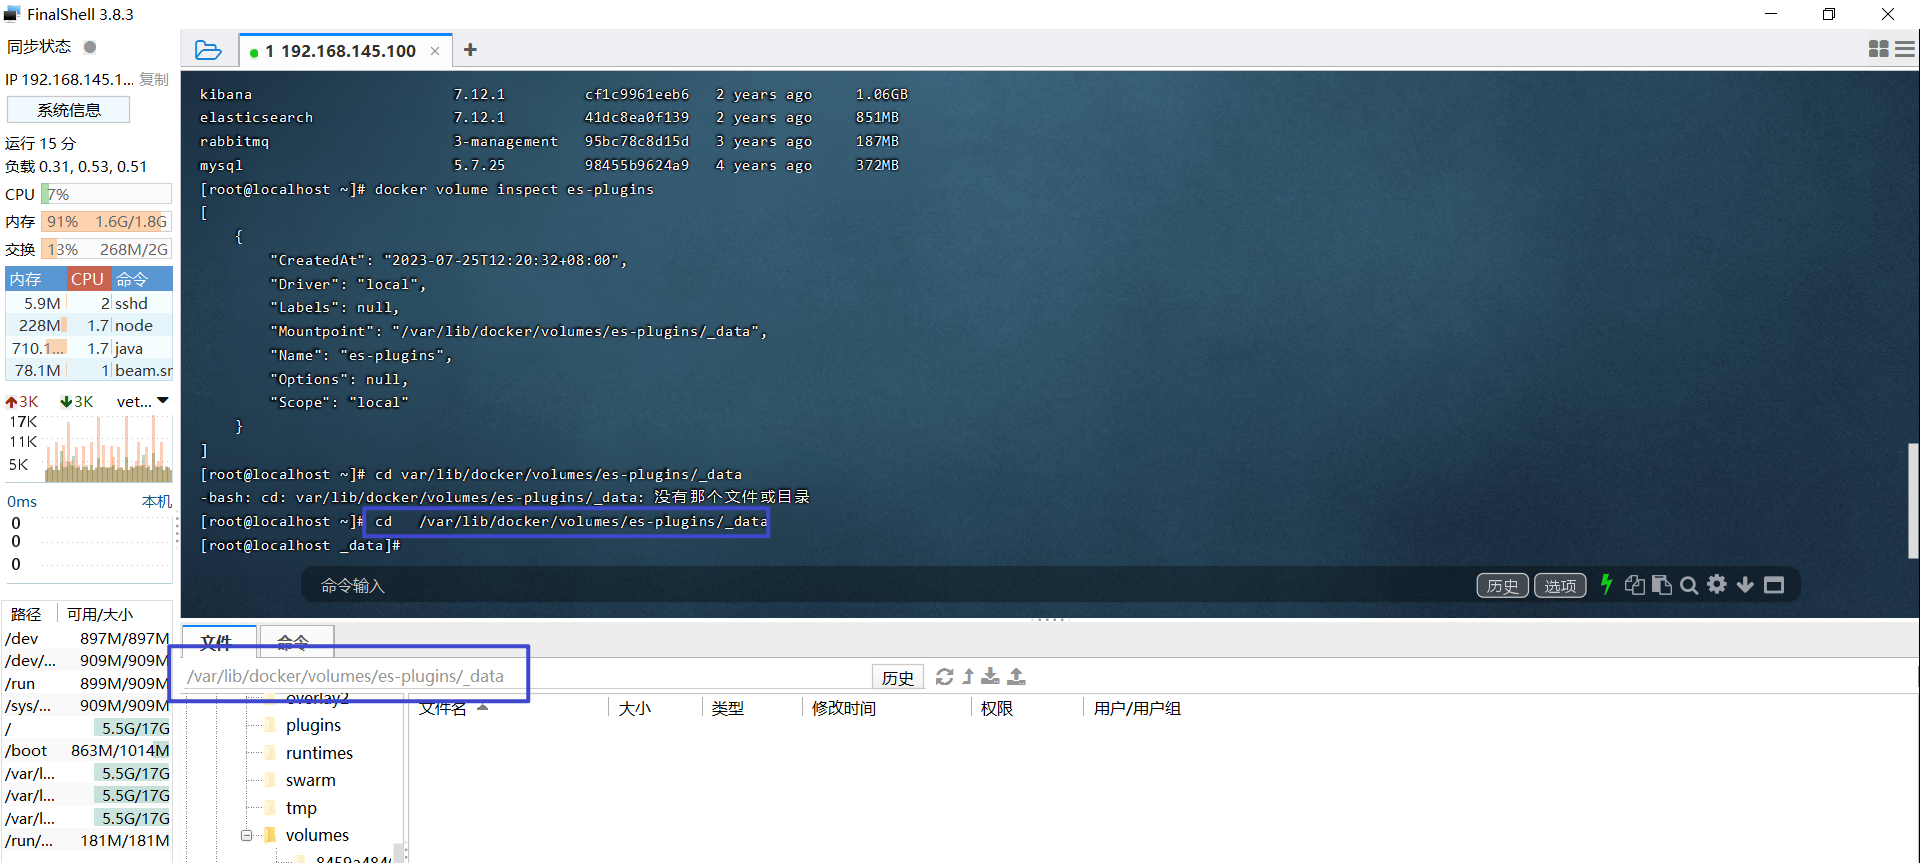 FinalShell 3.8.3
同步状态
1 192.168.145.100
IP 192.168.145.1... 复制
系统信息
运行 15 分
负载 0.31, 0.53, 0.51
CPU 7%
内存 91% 1.6G/1.8G
交换 13% 268M/2G
内存 CPU 命令
5.9M 2 sshd
228M 1.7 node
710.1... 1.7 java
78.1M 1 beam.sr
3K 3K vet...
17K
11K
5K
0ms 本机
0
0
0
路径 可用/大小
/dev 897M/897M
/dev/... 909M/909M
/run 899M/909M
/sys/... 909M/909M
/ 5.5G/17G
/boot 863M/1014M
/var/l... 5.5G/17G
/var/l... 5.5G/17G
/var/l... 5.5G/17G
/run/... 181M/181M
kibana 7.12.1 cf1c9961eeb6 2 years ago 1.06GB
elasticsearch 7.12.1 41dc8ea0f139 2 years ago 851MB
rabbitmq 3-management 95bc78c8d15d 3 years ago 187MB
mysql 5.7.25 98455b9624a9 4 years ago 372MB
[root@localhost ~]# docker volume inspect es-plugins
[
{
"CreatedAt": "2023-07-25T12:20:32+08:00",
"Driver": "local",
"Labels": null,
"Mountpoint": "/var/lib/docker/volumes/es-plugins/_data",
"Name": "es-plugins",
"Options": null,
"Scope": "local"
}
]
[root@localhost ~]# cd var/lib/docker/volumes/es-plugins/_data
-bash: cd: var/lib/docker/volumes/es-plugins/_data: 没有那个文件或目录
[root@localhost ~]# cd /var/lib/docker/volumes/es-plugins/_data
[root@localhost _data]#
命令输入 历史 选项
文件 命令
/var/lib/docker/volumes/es-plugins/_data 历史
文件名 大小 类型 修改时间 权限 用户/用户组
overlay2
plugins
runtimes
swarm
tmp
volumes